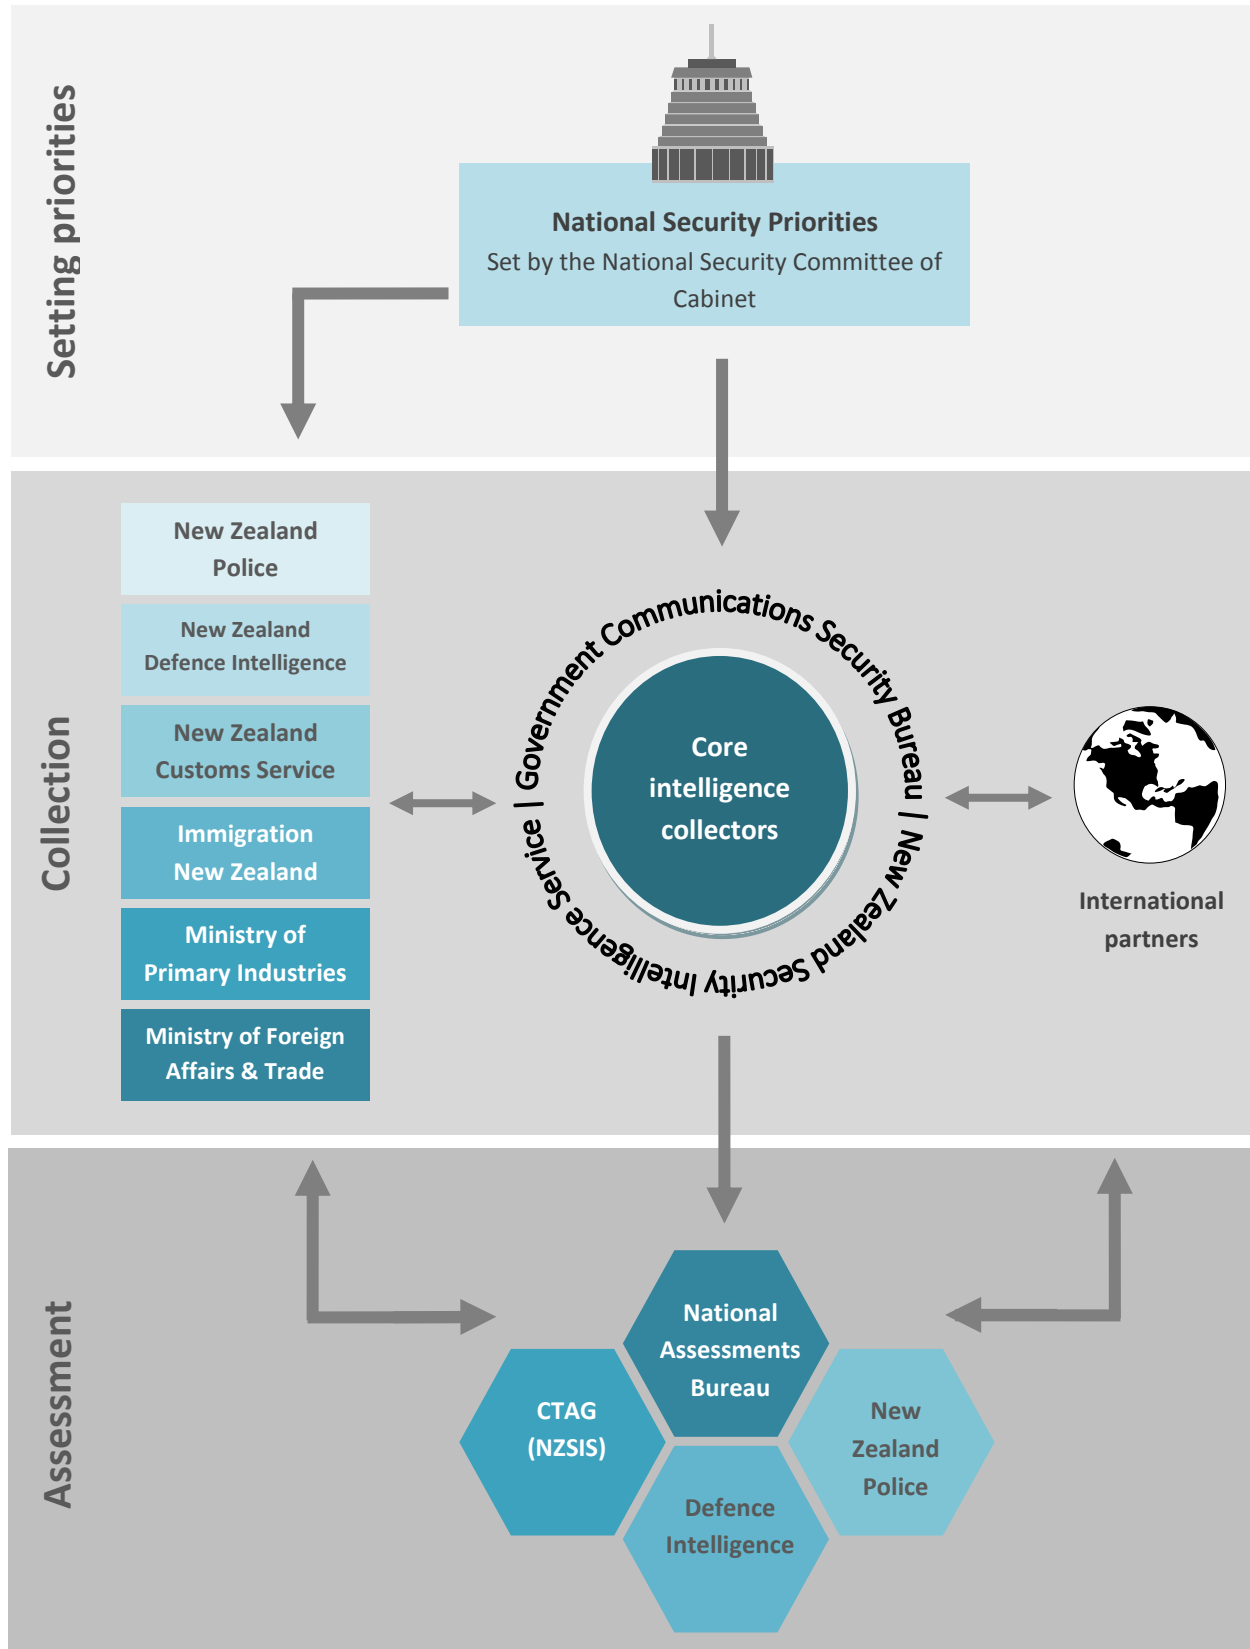 Setting priorities
National Security Priorities
Set by the National Security Committee of
Cabinet
Collection
New Zealand
Police
New Zealand
Defence Intelligence
New Zealand
Customs Service
Immigration
New Zealand
Ministry of
Primary Industries
Ministry of Foreign
Affairs & Trade
| Government Communications Security Bureau | New Zealand Security Intelligence Service
Core
intelligence
collectors
International
partners
Assessment
National
Assessments
Bureau
CTAG
(NZSIS)
New
Zealand
Police
Defence
Intelligence